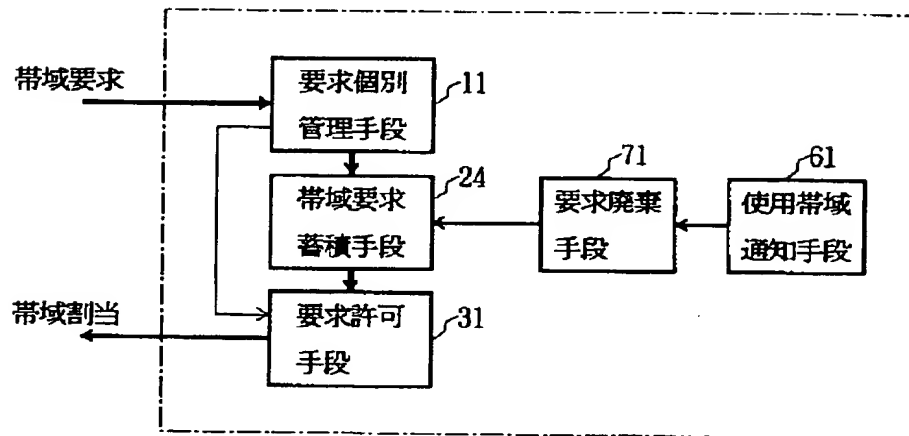 帯域要求
要求個別
管理手段
11
帯域要求
蓄積手段
24
要求廃棄
手段
71
使用帯域
通知手段
61
帯域割当
要求許可
手段
31